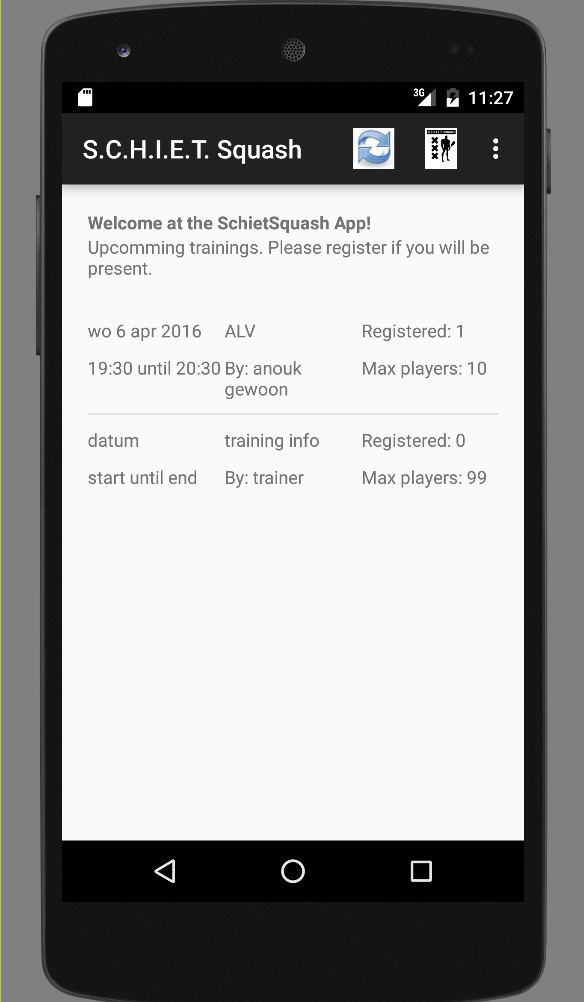 3G 11:27
S.C.H.I.E.T. Squash
Welcome at the SchietSquash App!
Upcomming trainings. Please register if you will be
present.
wo 6 apr 2016 ALV Registered: 1
19:30 until 20:30 By: anouk Max players: 10
gewoon
datum training info Registered: 0
start until end By: trainer Max players: 99